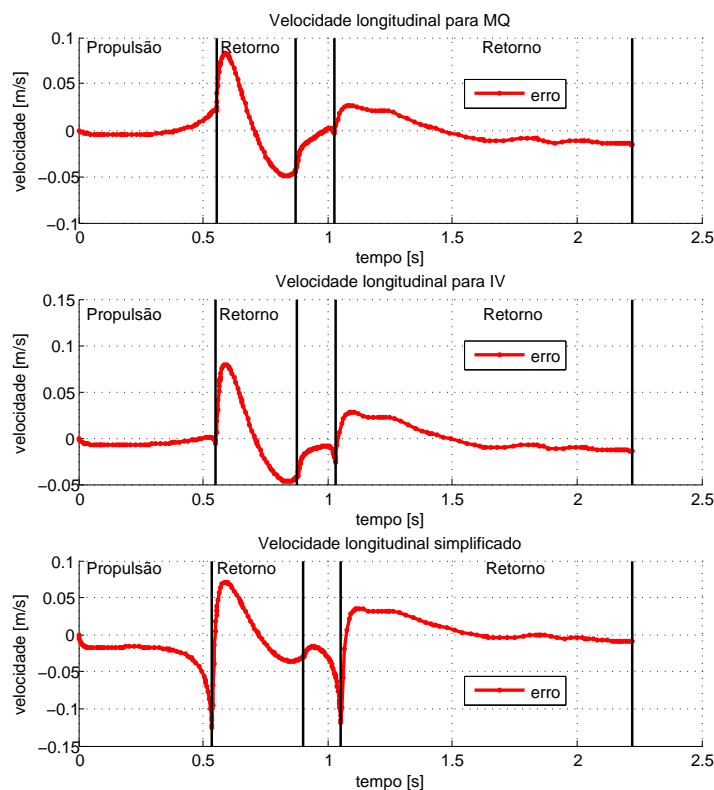 Velocidade longitudinal para MQ
0.1
Propulsão Retorno Retorno
erro
0.05
0
−0.05
−0.1
0 0.5 1 1.5 2 2.5
velocidade [m/s]
tempo [s]
Velocidade longitudinal para IV
0.15
Propulsão Retorno Retorno
erro
0.1
0.05
0
−0.05
0 0.5 1 1.5 2 2.5
velocidade [m/s]
tempo [s]
Velocidade longitudinal simplificado
0.1
Propulsão Retorno Retorno
0.05
0
−0.05
erro
−0.1
−0.15
0 0.5 1 1.5 2 2.5
velocidade [m/s]
tempo [s]